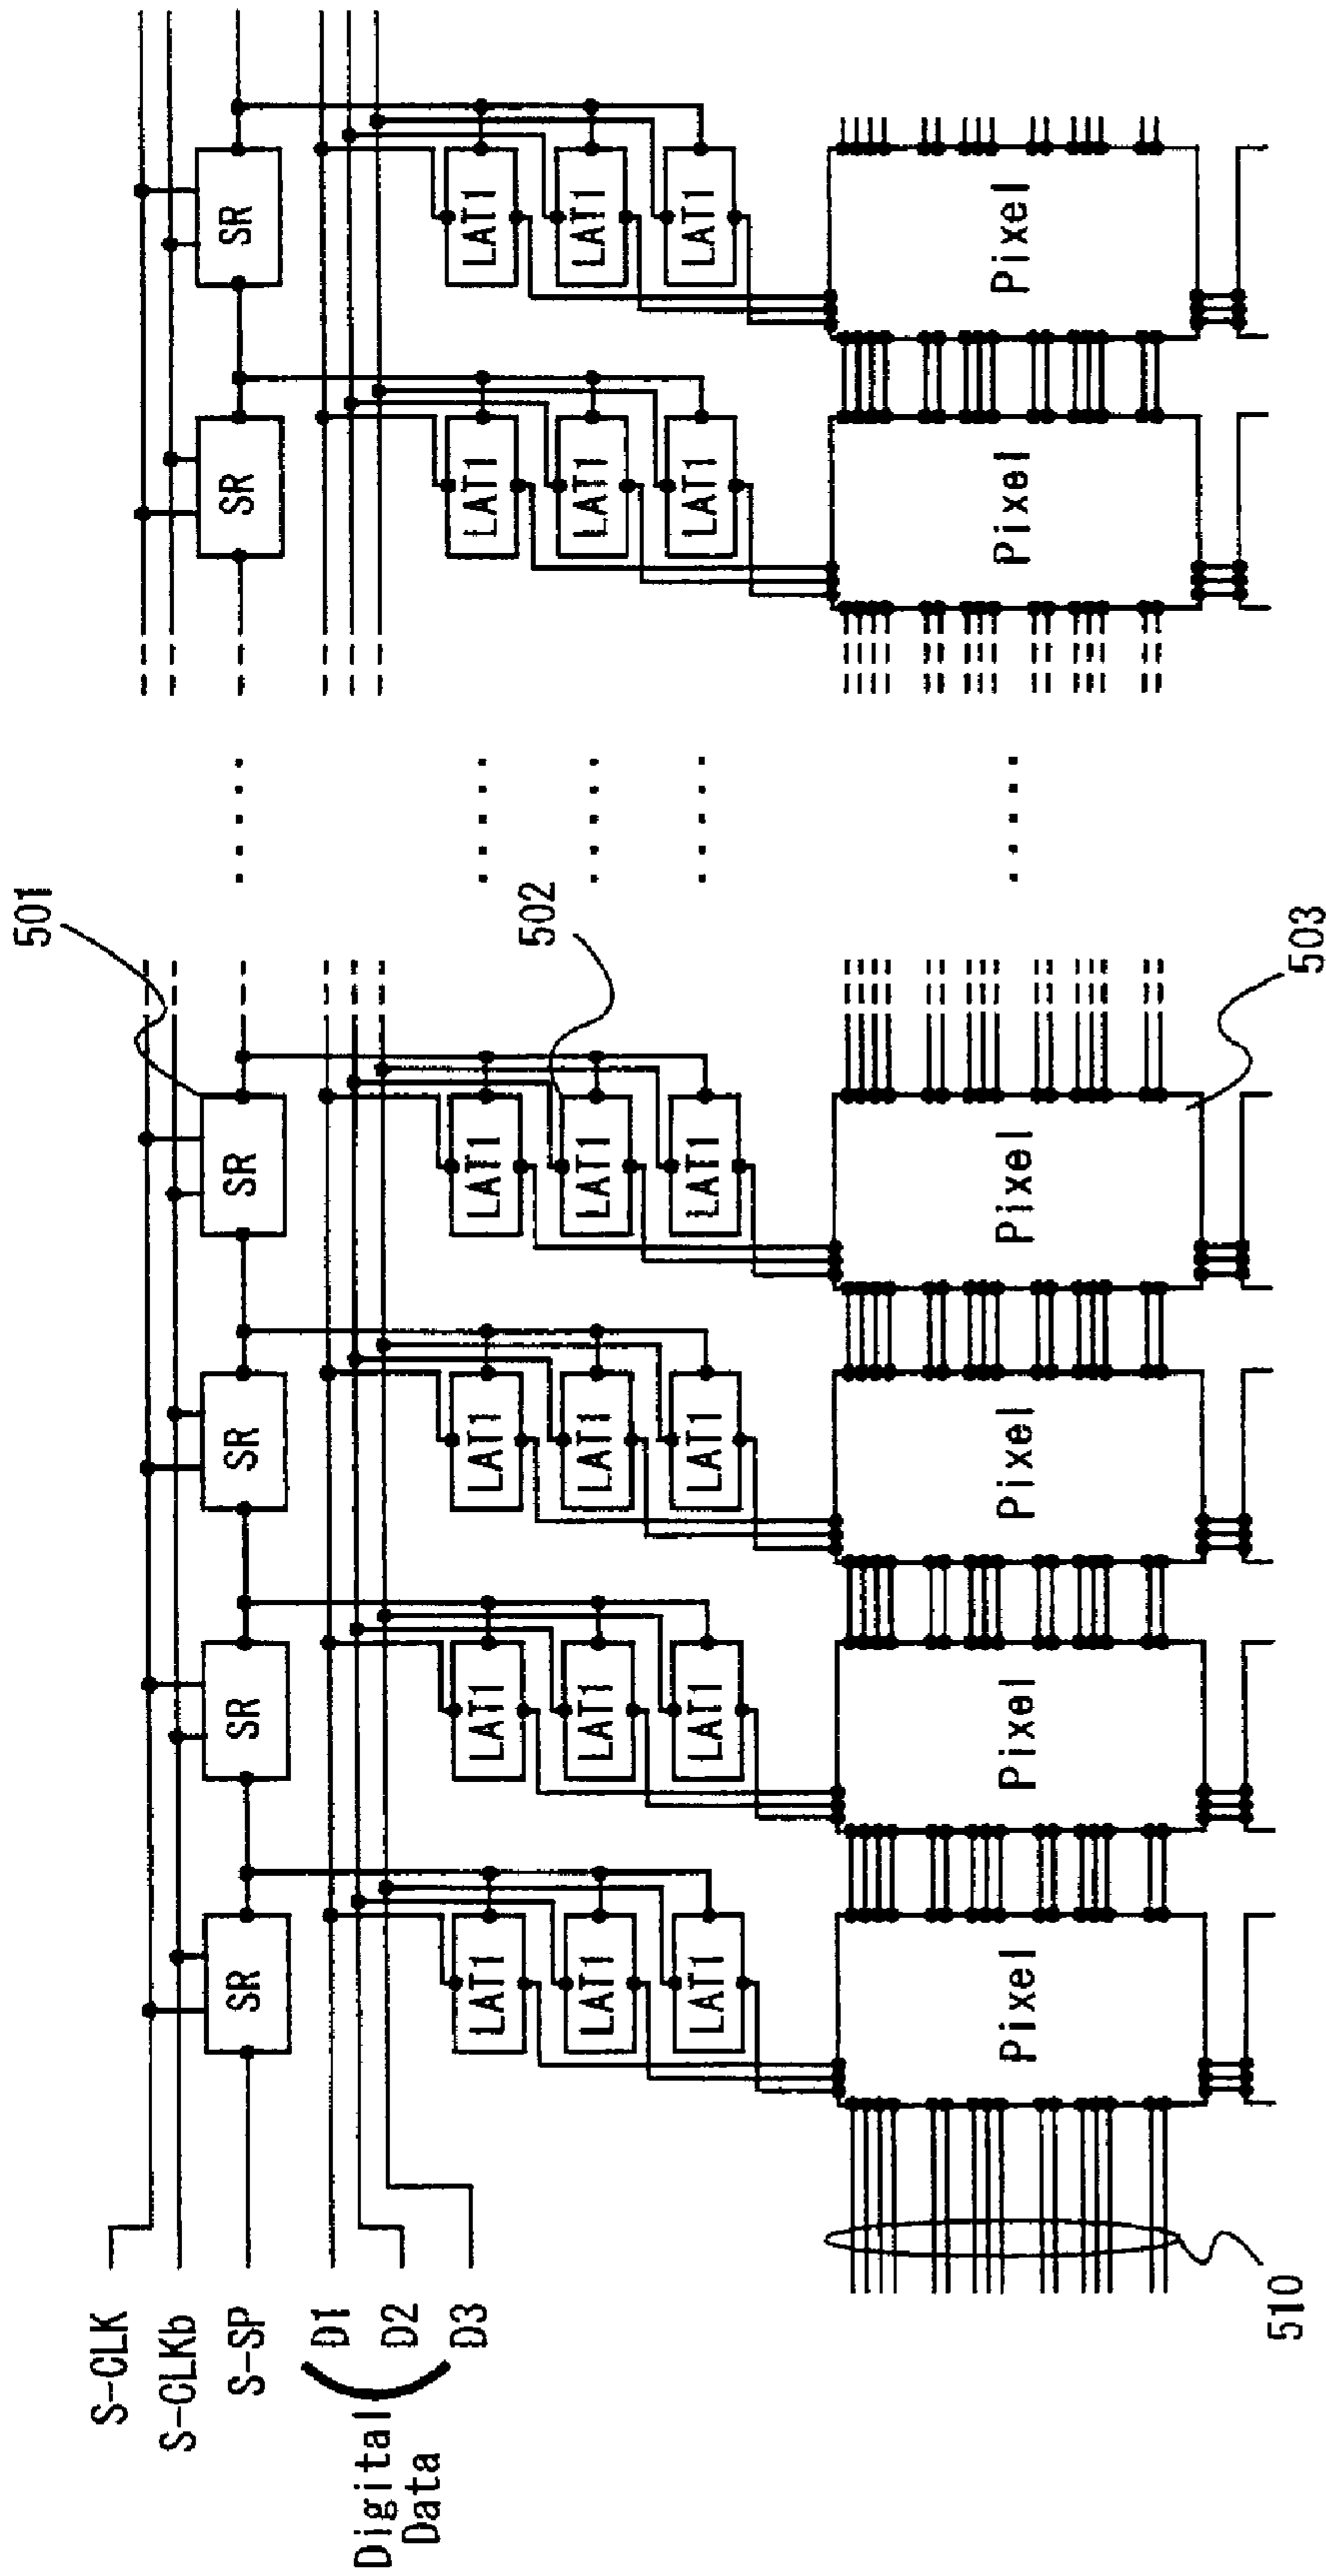 S-CLK
S-CLKb
S-SP
Digital Data
D1
D2
D3
501
SR SR SR SR SR SR
502
LAT1 LAT1 LAT1 LAT1 LAT1 LAT1
LAT1 LAT1 LAT1 LAT1 LAT1 LAT1
LAT1 LAT1 LAT1 LAT1 LAT1 LAT1
Pixel Pixel Pixel Pixel Pixel Pixel
510
503